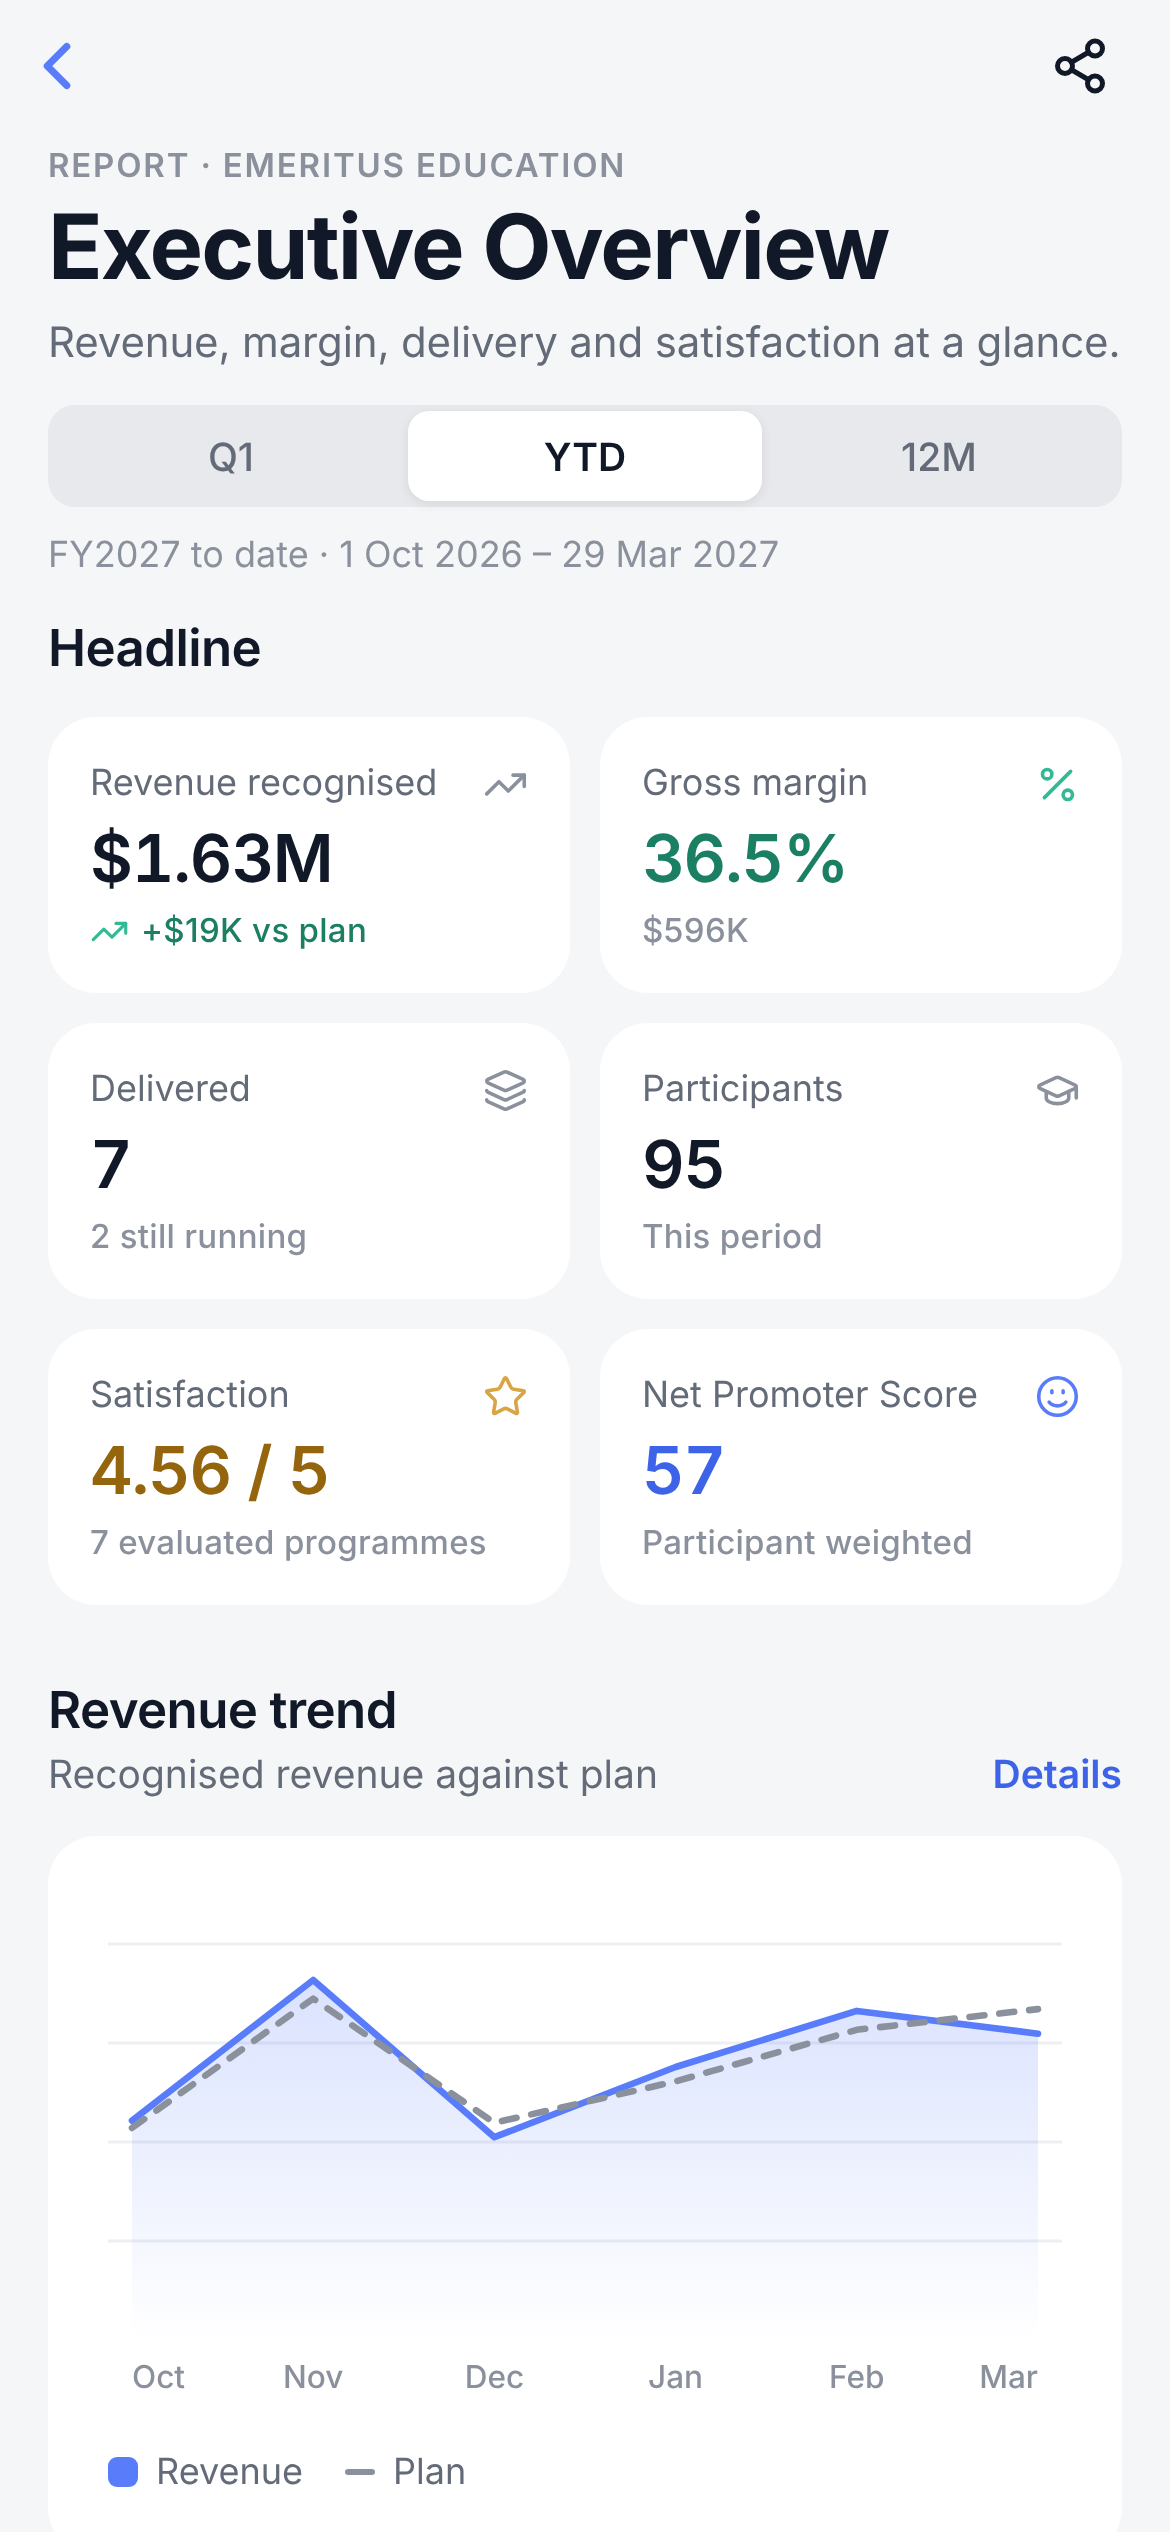 REPORT · EMERITUS EDUCATION
Executive Overview
Revenue, margin, delivery and satisfaction at a glance.
Q1 YTD 12M
FY2027 to date · 1 Oct 2026 – 29 Mar 2027
Headline
Revenue recognised
$1.63M
+$19K vs plan
Gross margin
36.5%
$596K
Delivered
7
2 still running
Participants
95
This period
Satisfaction
4.56 / 5
7 evaluated programmes
Net Promoter Score
57
Participant weighted
Revenue trend
Recognised revenue against plan Details
Oct Nov Dec Jan Feb Mar
Revenue Plan